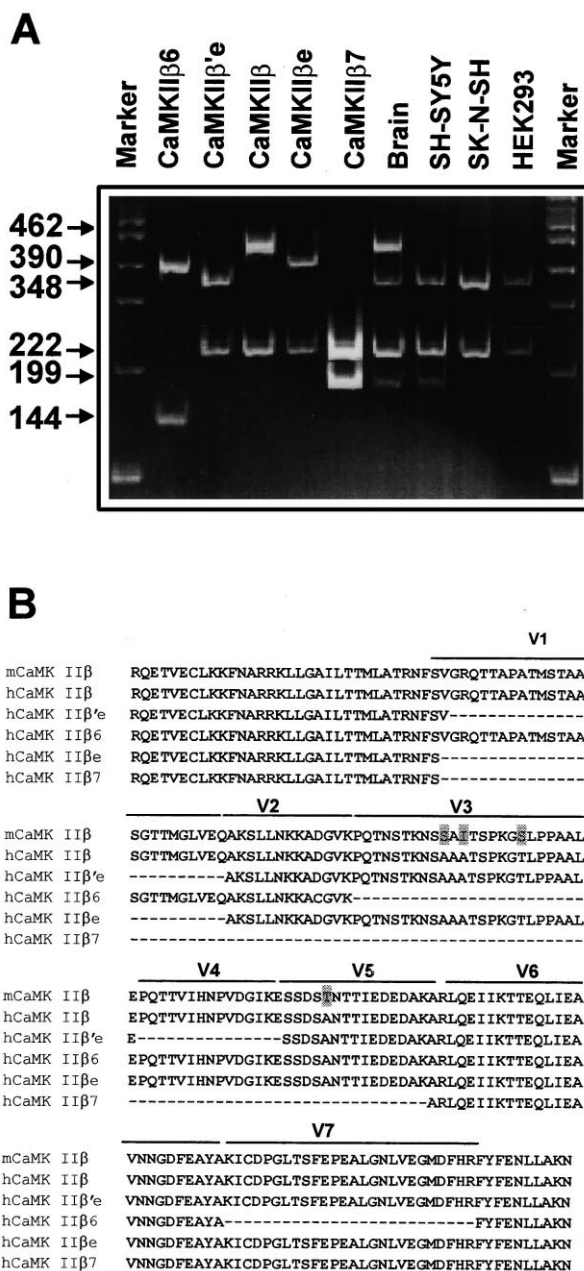 A
Marker CaMKIIβ6 CaMKIIβ'e CaMKIIβ CaMKIIβe CaMKIIβ7 Brain SH-SY5Y SK-N-SH HEK293 Marker
462
390
348
222
199
144
B
V1
mCaMK IIβ RQETVECLKKFNARRKLLGAILTTMLATRNFSVGRQTTAPATMSTAA
hCaMK IIβ RQETVECLKKFNARRKLLGAILTTMLATRNFSVGRQTTAPATMSTAA
hCaMK IIβ'e RQETVECLKKFNARRKLLGAILTTMLATRNFSV--------------
hCaMK IIβ6 RQETVECLKKFNARRKLLGAILTTMLATRNFSVGRQTTAPATMSTAA
hCaMK IIβe RQETVECLKKFNARRKLLGAILTTMLATRNFS---------------
hCaMK IIβ7 RQETVECLKKFNARRKLLGAILTTMLATRNFS---------------
V2 V3
mCaMK IIβ SGTTMGLVEQAKSLLNKKADGVKPQTNSTKNSSAITSPKGSLPPAAL
hCaMK IIβ SGTTMGLVEQAKSLLNKKADGVKPQTNSTKNSAAATSPKGTLPPAAL
hCaMK IIβ'e ----------AKSLLNKKADGVKPQTNSTKNSAAATSPKGTLPPAAL
hCaMK IIβ6 SGTTMGLVEQAKSLLNKKACGVK------------------------
hCaMK IIβe ----------AKSLLNKKADGVKPQTNSTKNSAAATSPKGTLPPAAL
hCaMK IIβ7 -----------------------------------------------
V4 V5 V6
mCaMK IIβ EPQTTVIHNPVDGIKESSDSTNTTIEDEDAKARLQEIIKTTEQLIEA
hCaMK IIβ EPQTTVIHNPVDGIKESSDSANTTIEDEDAKARLQEIIKTTEQLIEA
hCaMK IIβ'e E---------------SSDSANTTIEDEDAKARLQEIIKTTEQLIEA
hCaMK IIβ6 EPQTTVIHNPVDGIKESSDSANTTIEDEDAKARLQEIIKTTEQLIEA
hCaMK IIβe EPQTTVIHNPVDGIKESSDSANTTIEDEDAKARLQEIIKTTEQLIEA
hCaMK IIβ7 -------------------------------ARLQEIIKTTEQLIEA
V7
mCaMK IIβ VNNGDFEAYAKICDPGLTSFEPEALGNLVEGMDFHRFYFENLLAKN
hCaMK IIβ VNNGDFEAYAKICDPGLTSFEPEALGNLVEGMDFHRFYFENLLAKN
hCaMK IIβ'e VNNGDFEAYAKICDPGLTSFEPEALGNLVEGMDFHRFYFENLLAKN
hCaMK IIβ6 VNNGDFEAYA--------------------------FYFENLLAKN
hCaMK IIβe VNNGDFEAYAKICDPGLTSFEPEALGNLVEGMDFHRFYFENLLAKN
hCaMK IIβ7 VNNGDFEAYAKICDPGLTSFEPEALGNLVEGMDFHRFYFENLLAKN